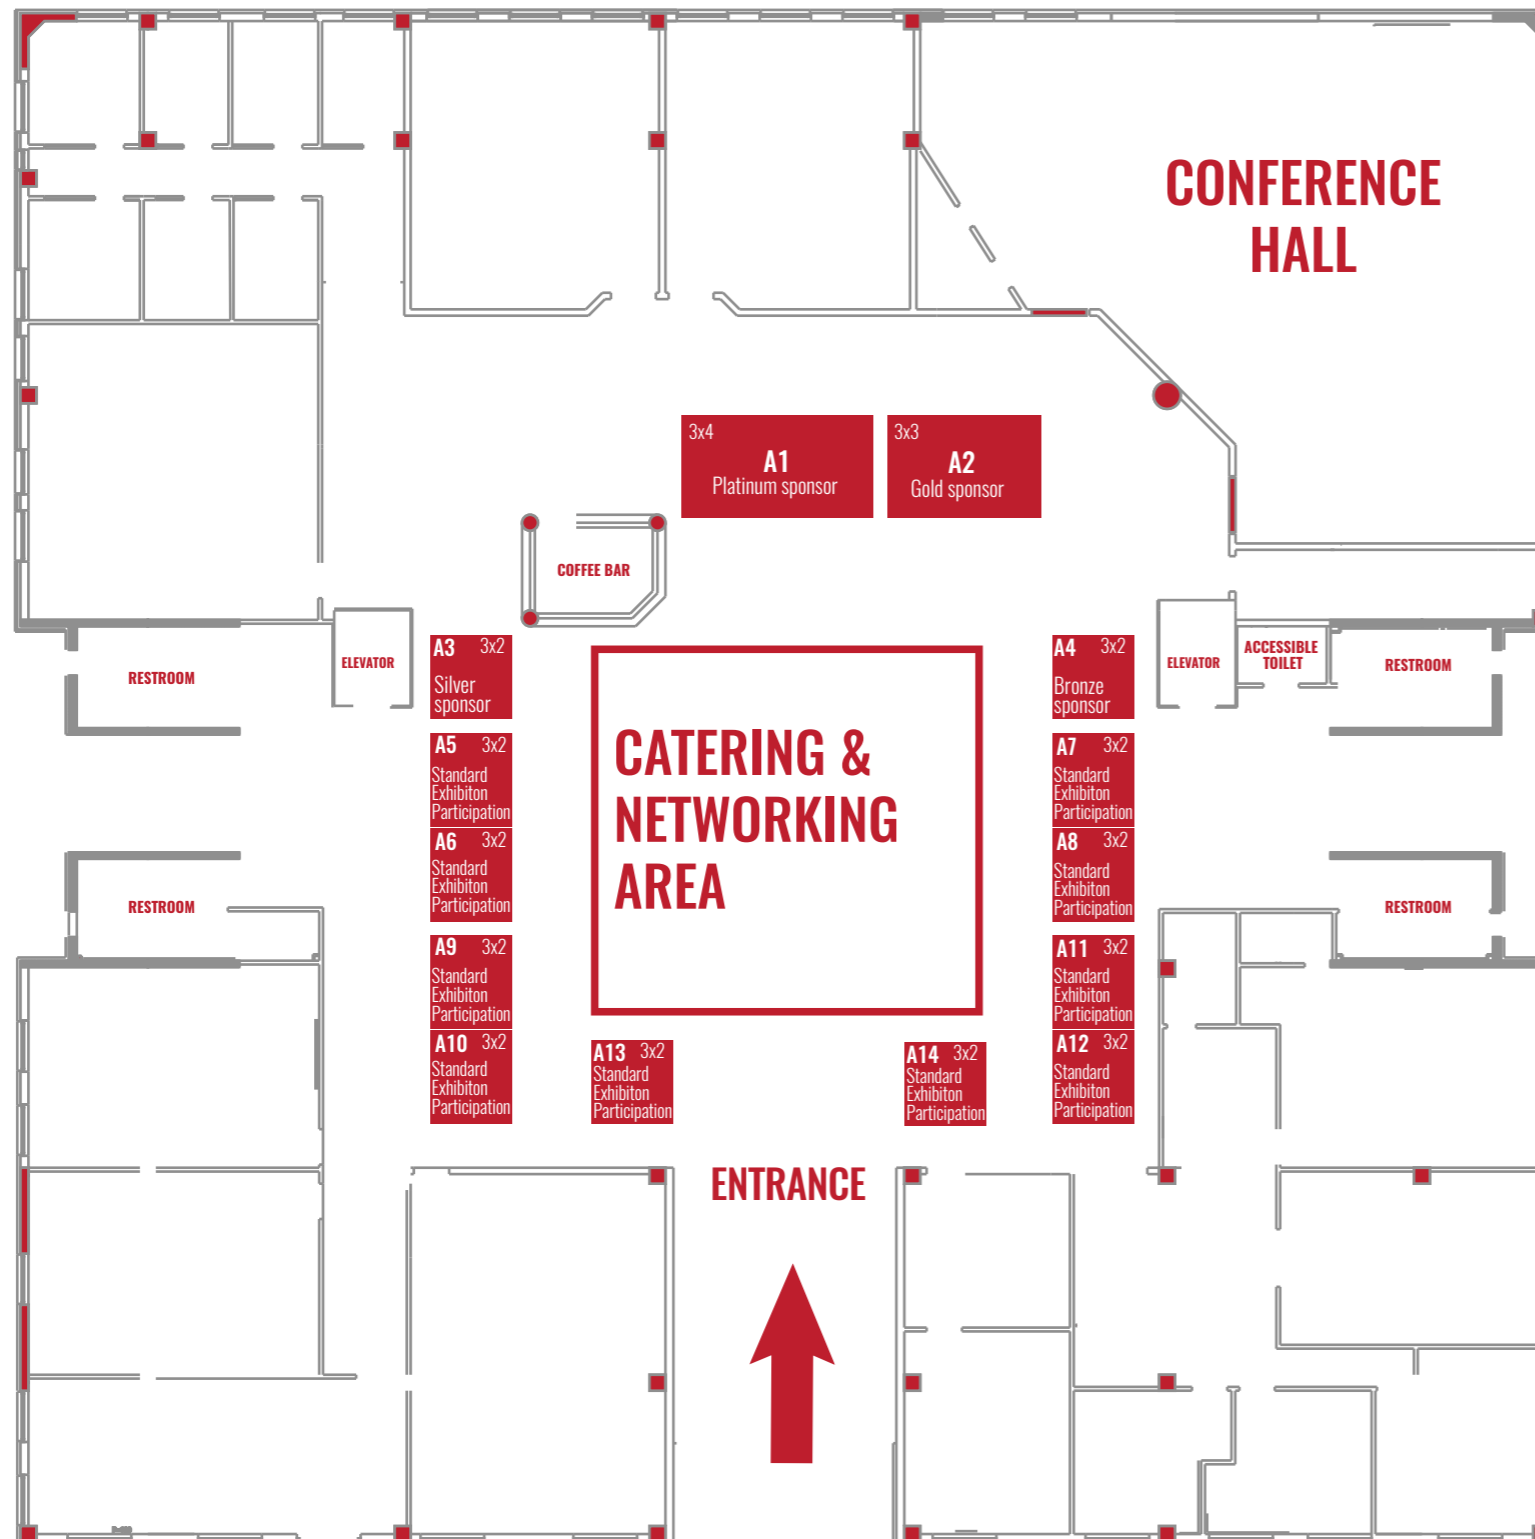 CONFERENCE
HALL
3x4
A1
Platinum sponsor
3x3
A2
Gold sponsor
COFFEE BAR
A3 3x2
Silver
sponsor
A4 3x2
Bronze
sponsor
ELEVATOR
RESTROOM
ELEVATOR
ACCESSIBLE
TOILET
RESTROOM
CATERING &
NETWORKING
AREA
A5 3x2
Standard
Exhibiton
Participation
A7 3x2
Standard
Exhibiton
Participation
A6 3x2
Standard
Exhibiton
Participation
A8 3x2
Standard
Exhibiton
Participation
RESTROOM
RESTROOM
A9 3x2
Standard
Exhibiton
Participation
A11 3x2
Standard
Exhibiton
Participation
A10 3x2
Standard
Exhibiton
Participation
A13 3x2
Standard
Exhibiton
Participation
A14 3x2
Standard
Exhibiton
Participation
A12 3x2
Standard
Exhibiton
Participation
ENTRANCE